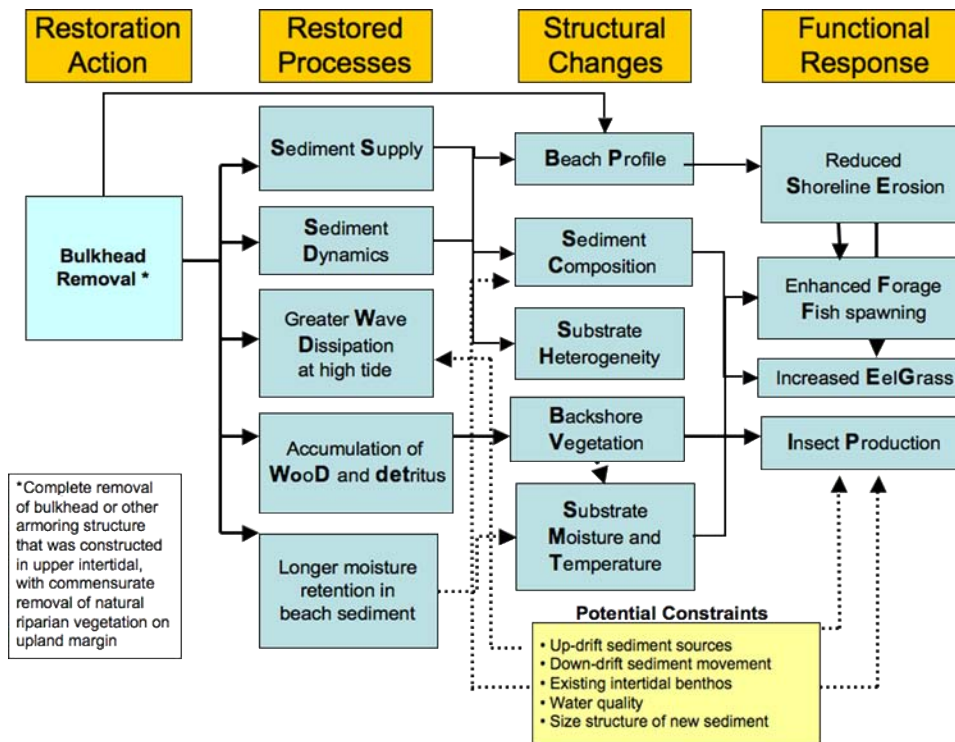 Restoration
Action
Restored
Processes
Structural
Changes
Functional
Response
Sediment Supply
Beach Profile
Reduced
Shoreline Erosion
Bulkhead
Removal *
Sediment
Dynamics
Sediment
Composition
Enhanced Forage
Fish spawning
Greater Wave
Dissipation
at high tide
Substrate
Heterogeneity
Increased EelGrass
Accumulation of
WooD and detritus
Backshore
Vegetation
Insect Production
*Complete removal
of bulkhead or other
armoring structure
that was constructed
in upper intertidal,
with commensurate
removal of natural
riparian vegetation on
upland margin
Longer moisture
retention in
beach sediment
Substrate
Moisture and
Temperature
Potential Constraints
• Up-drift sediment sources
• Down-drift sediment movement
• Existing intertidal benthos
• Water quality
• Size structure of new sediment